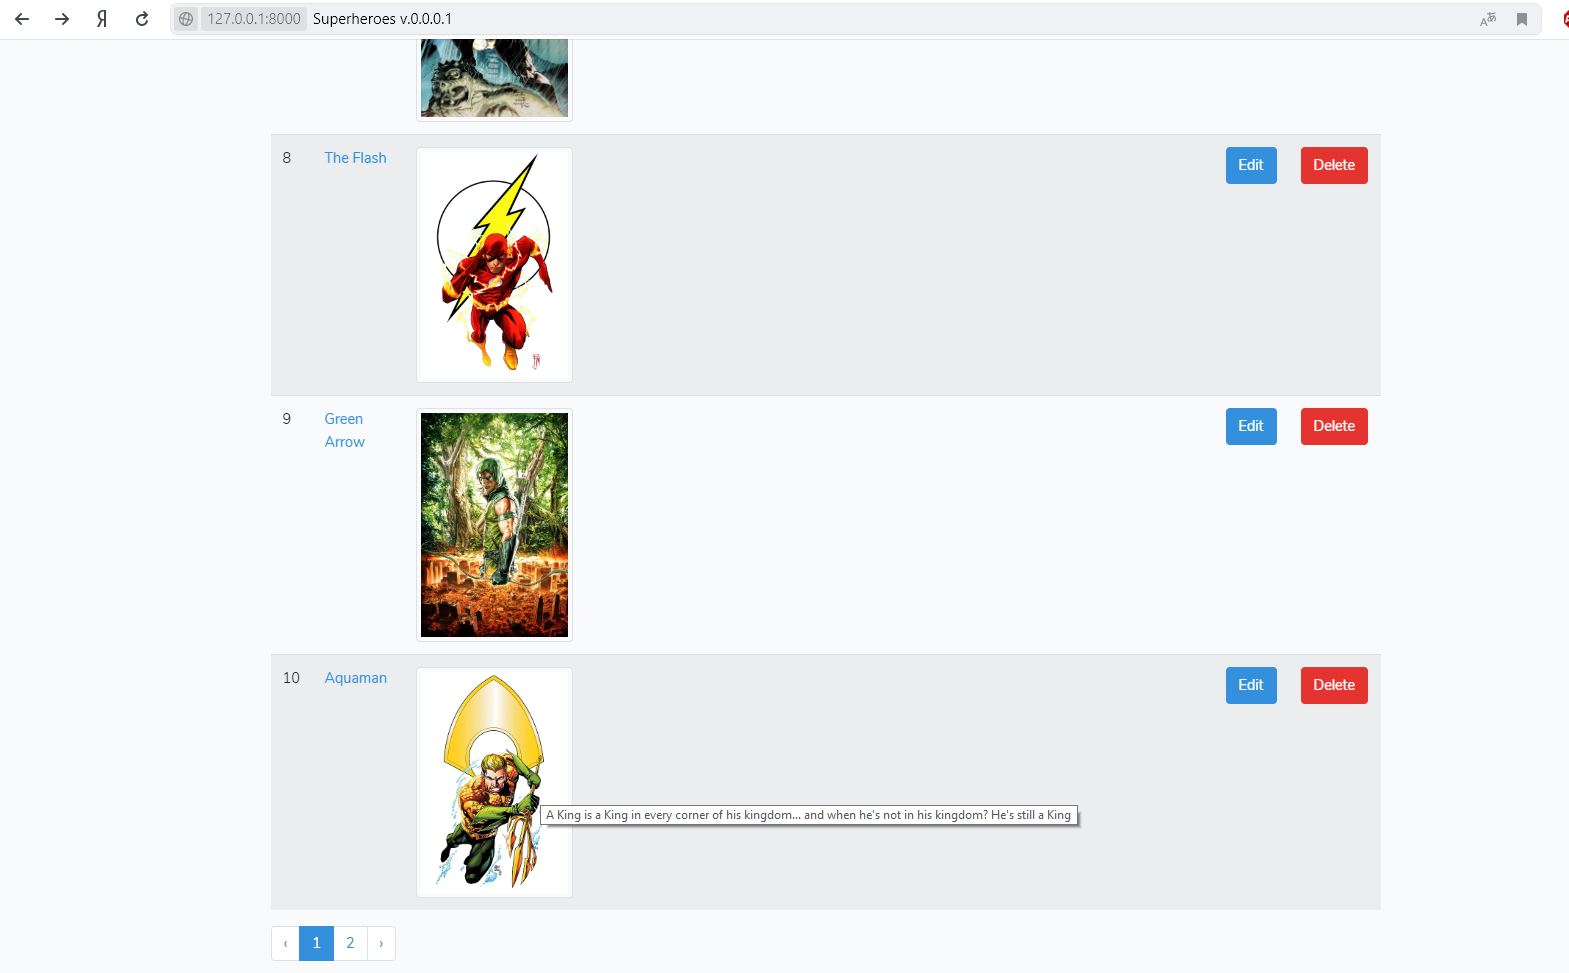 Я 127.0.0.1:8000 Superheroes v.0.0.0.1
8 The Flash Edit Delete
9 Green Edit Delete
Arrow
10 Aquaman Edit Delete
A King is a King in every corner of his kingdom... and when he's not in his kingdom? He's still a King
‹ 1 2 ›